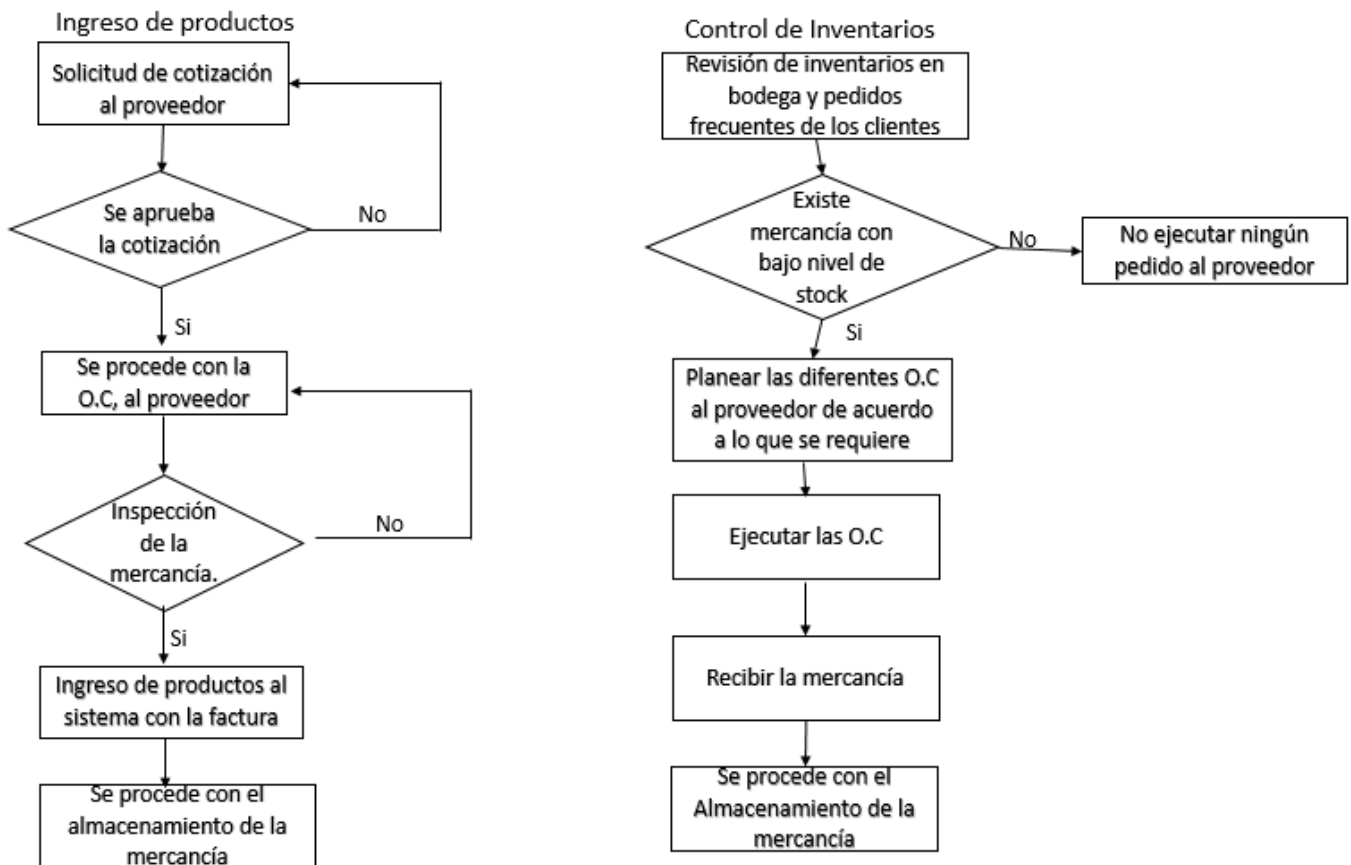 Ingreso de productos
Solicitud de cotización
al proveedor
Se aprueba
la cotización
No
Si
Se procede con la
O.C, al proveedor
Inspección
de la
mercancía.
No
Si
Ingreso de productos al
sistema con la factura
Se procede con el
almacenamiento de la
mercancía
Control de Inventarios
Revisión de inventarios en
bodega y pedidos
frecuentes de los clientes
Existe
mercancía con
bajo nivel de
stock
No
No ejecutar ningún
pedido al proveedor
Si
Planear las diferentes O.C
al proveedor de acuerdo
a lo que se requiere
Ejecutar las O.C
Recibir la mercancía
Se procede con el
Almacenamiento de la
mercancía